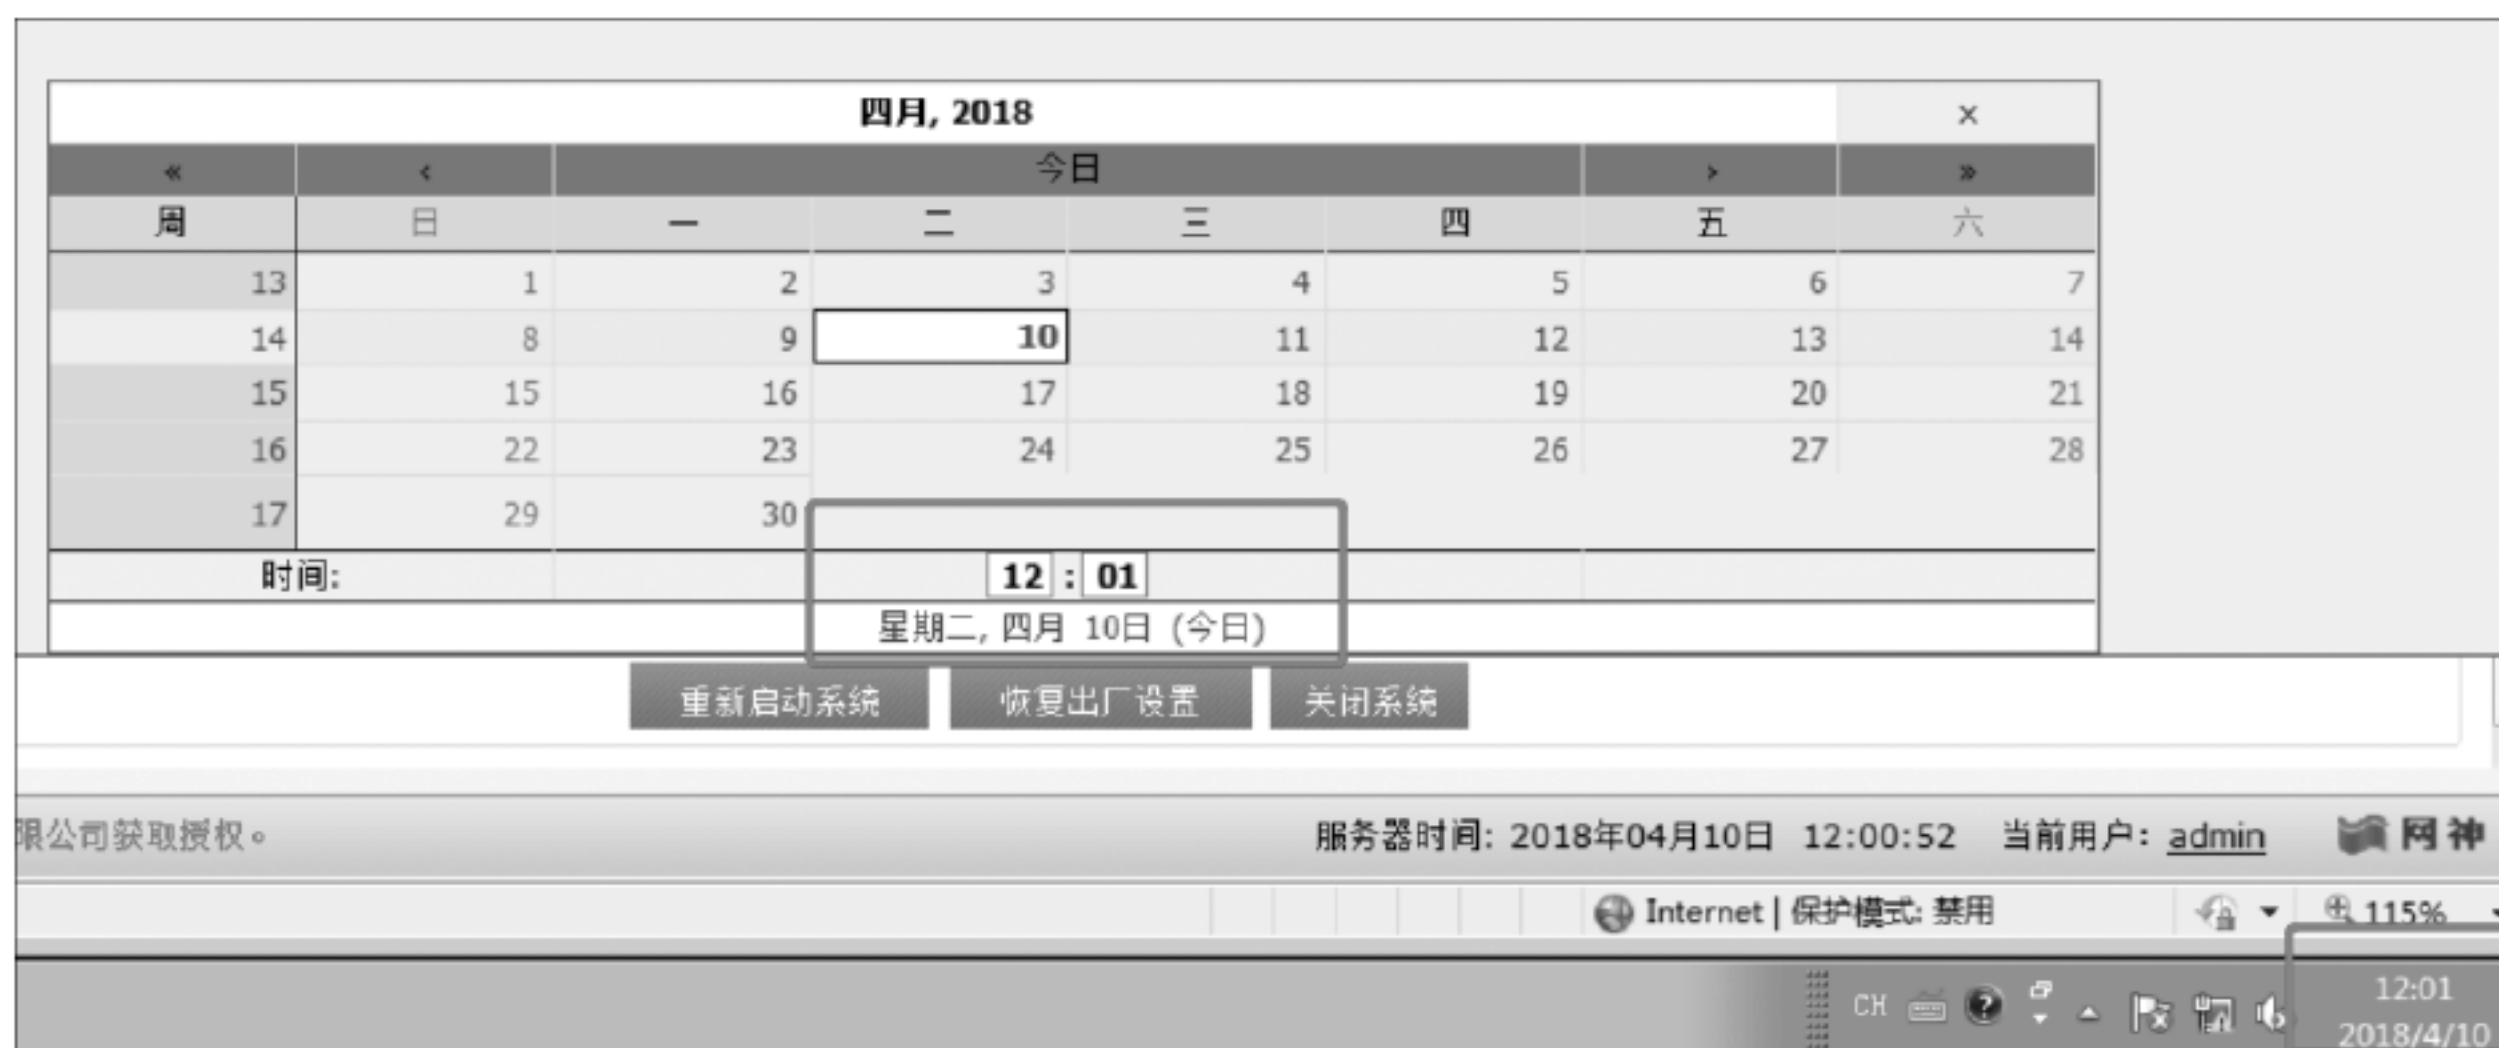 四月, 2018 ×
« ‹ 今日 › »
周 日 一 二 三 四 五 六
13 1 2 3 4 5 6 7
14 8 9 10 11 12 13 14
15 15 16 17 18 19 20 21
16 22 23 24 25 26 27 28
17 29 30
时间: 12 : 01
星期二, 四月 10日 (今日)
重新启动系统 恢复出厂设置 关闭系统
限公司获取授权。 服务器时间: 2018年04月10日 12:00:52 当前用户: admin 网神
Internet | 保护模式: 禁用 115%
CH 12:01
2018/4/10